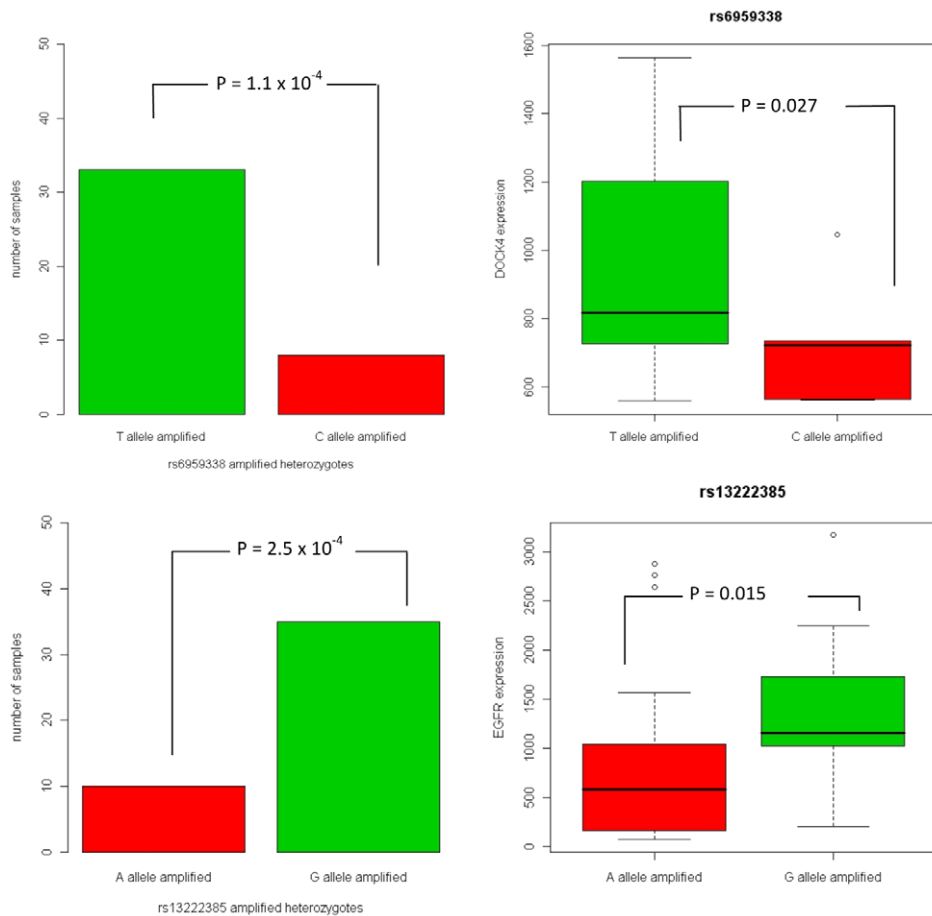 50
40
30
20
10
0
number of samples
P = 1.1 x 10⁻⁴
T allele amplified
C allele amplified
rs6959338 amplified heterozygotes
rs6959338
1600
1400
1200
1000
800
600
DOCK4 expression
P = 0.027
T allele amplified
C allele amplified
50
40
30
20
10
0
number of samples
P = 2.5 x 10⁻⁴
A allele amplified
G allele amplified
rs13222385 amplified heterozygotes
rs13222385
3000
2500
2000
1500
1000
500
0
EGFR expression
P = 0.015
A allele amplified
G allele amplified